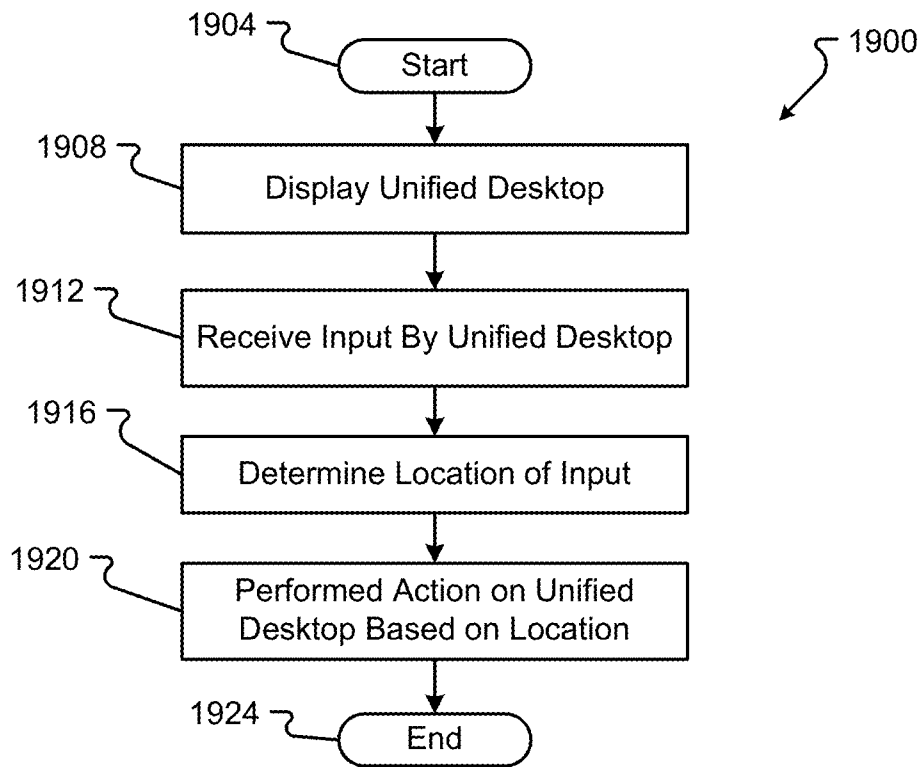 1904
Start
1900
1908
Display Unified Desktop
1912
Receive Input By Unified Desktop
1916
Determine Location of Input
1920
Performed Action on Unified
Desktop Based on Location
1924
End